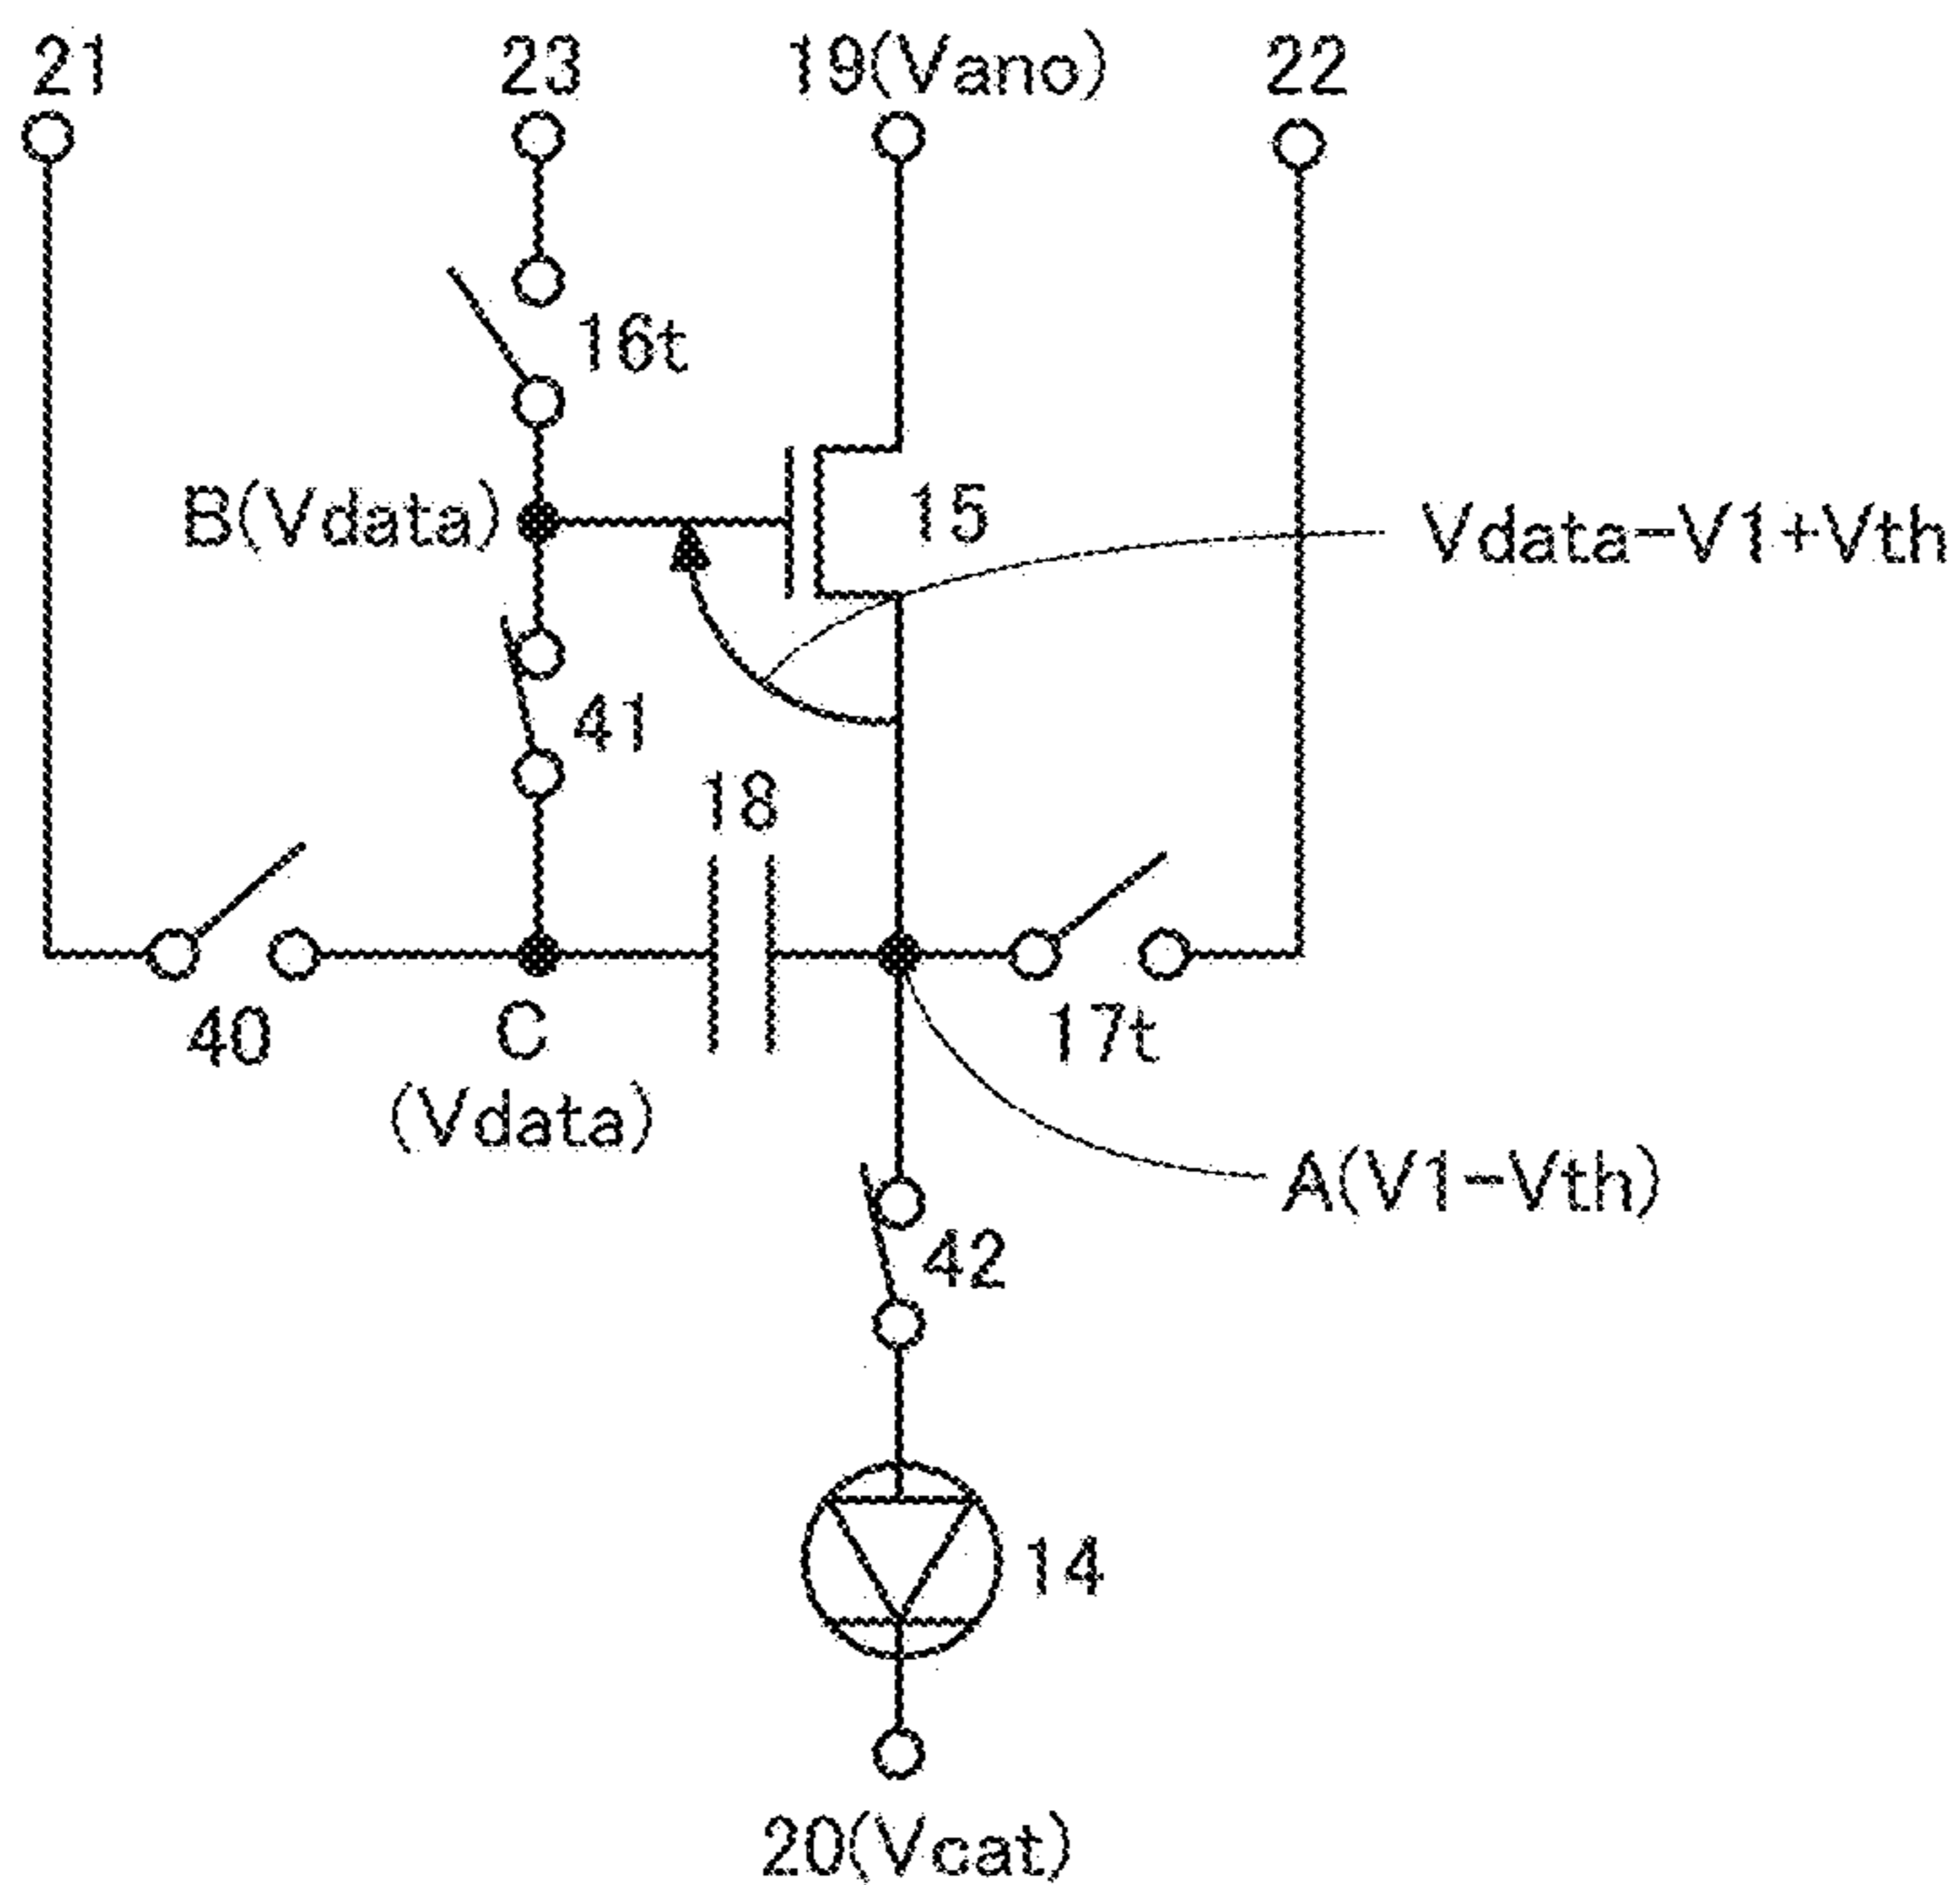 21
23
19(Vano)
22
16t
B(Vdata)
15
Vdata-V1+Vth
41
18
40
C
17t
(Vdata)
A(V1-Vth)
42
14
20(Vcat)